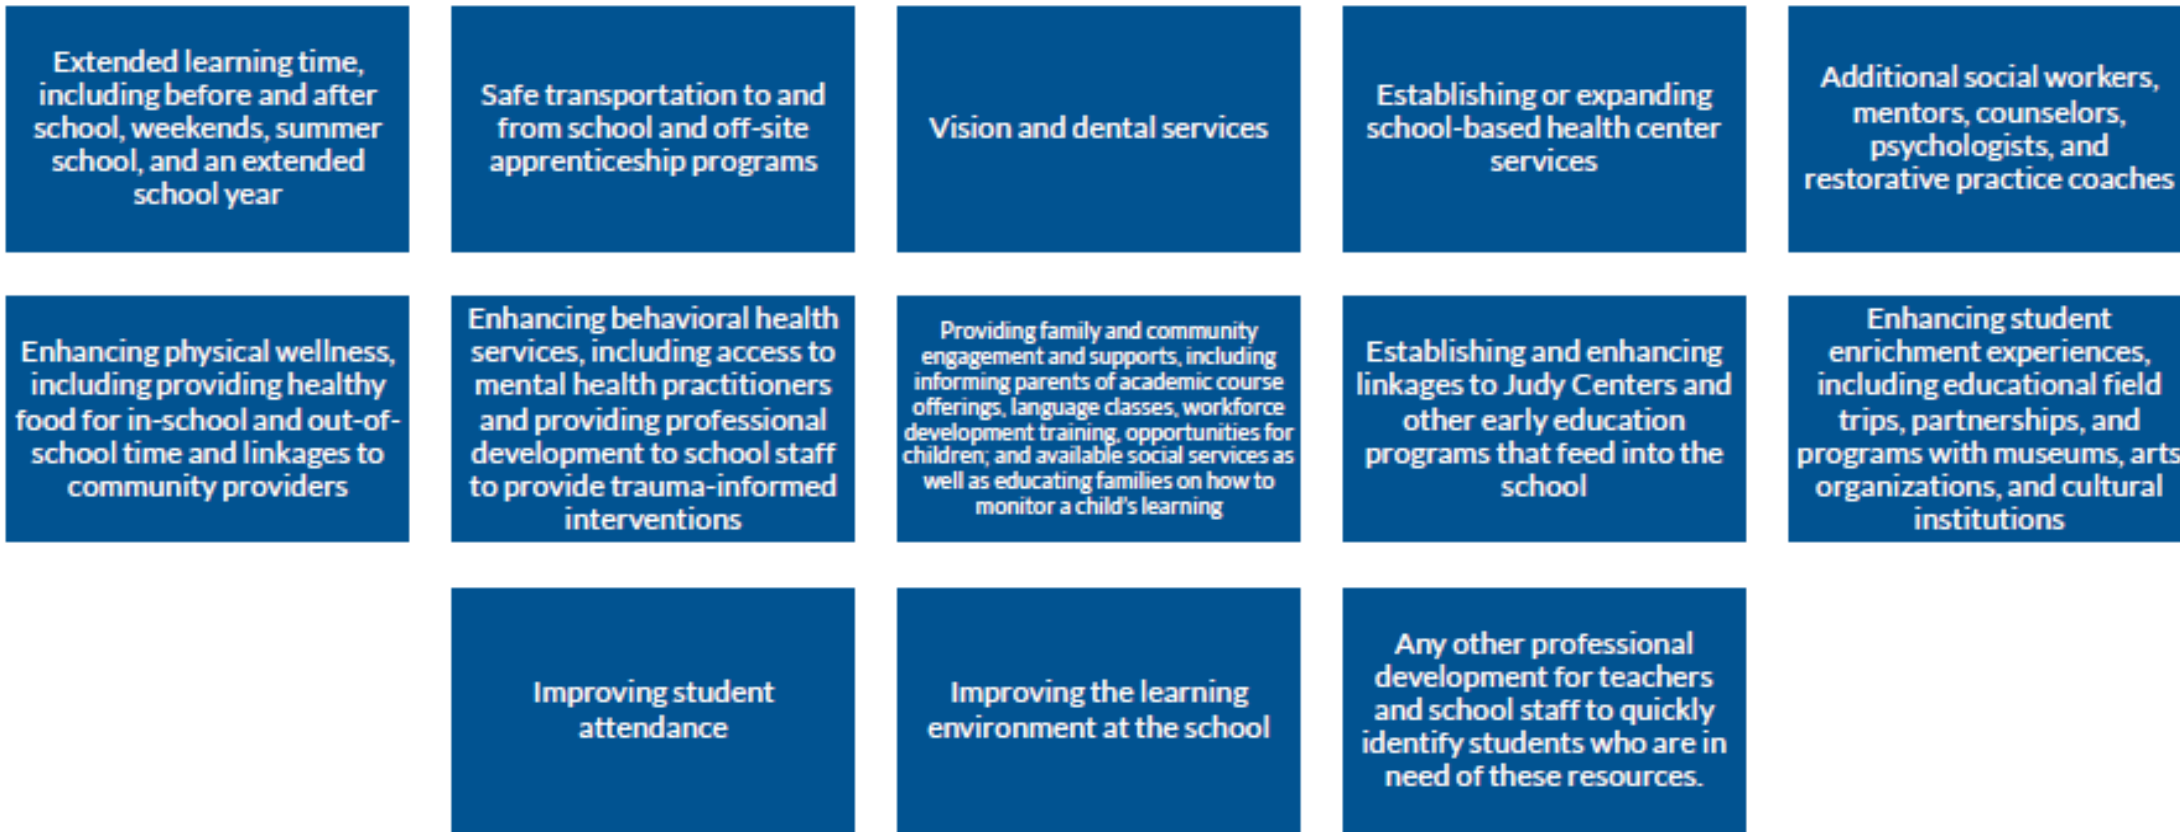 Extended learning time,
including before and after
school, weekends, summer
school, and an extended
school year
Safe transportation to and
from school and off-site
apprenticeship programs
Vision and dental services
Establishing or expanding
school-based health center
services
Additional social workers,
mentors, counselors,
psychologists, and
restorative practice coaches
Enhancing physical wellness,
including providing healthy
food for in-school and out-of-
school time and linkages to
community providers
Enhancing behavioral health
services, including access to
mental health practitioners
and providing professional
development to school staff
to provide trauma-informed
interventions
Providing family and community
engagement and supports, including
informing parents of academic course
offerings, language classes, workforce
development training, opportunities for
children; and available social services as
well as educating families on how to
monitor a child's learning
Establishing and enhancing
linkages to Judy Centers and
other early education
programs that feed into the
school
Enhancing student
enrichment experiences,
including educational field
trips, partnerships, and
programs with museums, arts
organizations, and cultural
institutions
Improving student
attendance
Improving the learning
environment at the school
Any other professional
development for teachers
and school staff to quickly
identify students who are in
need of these resources.